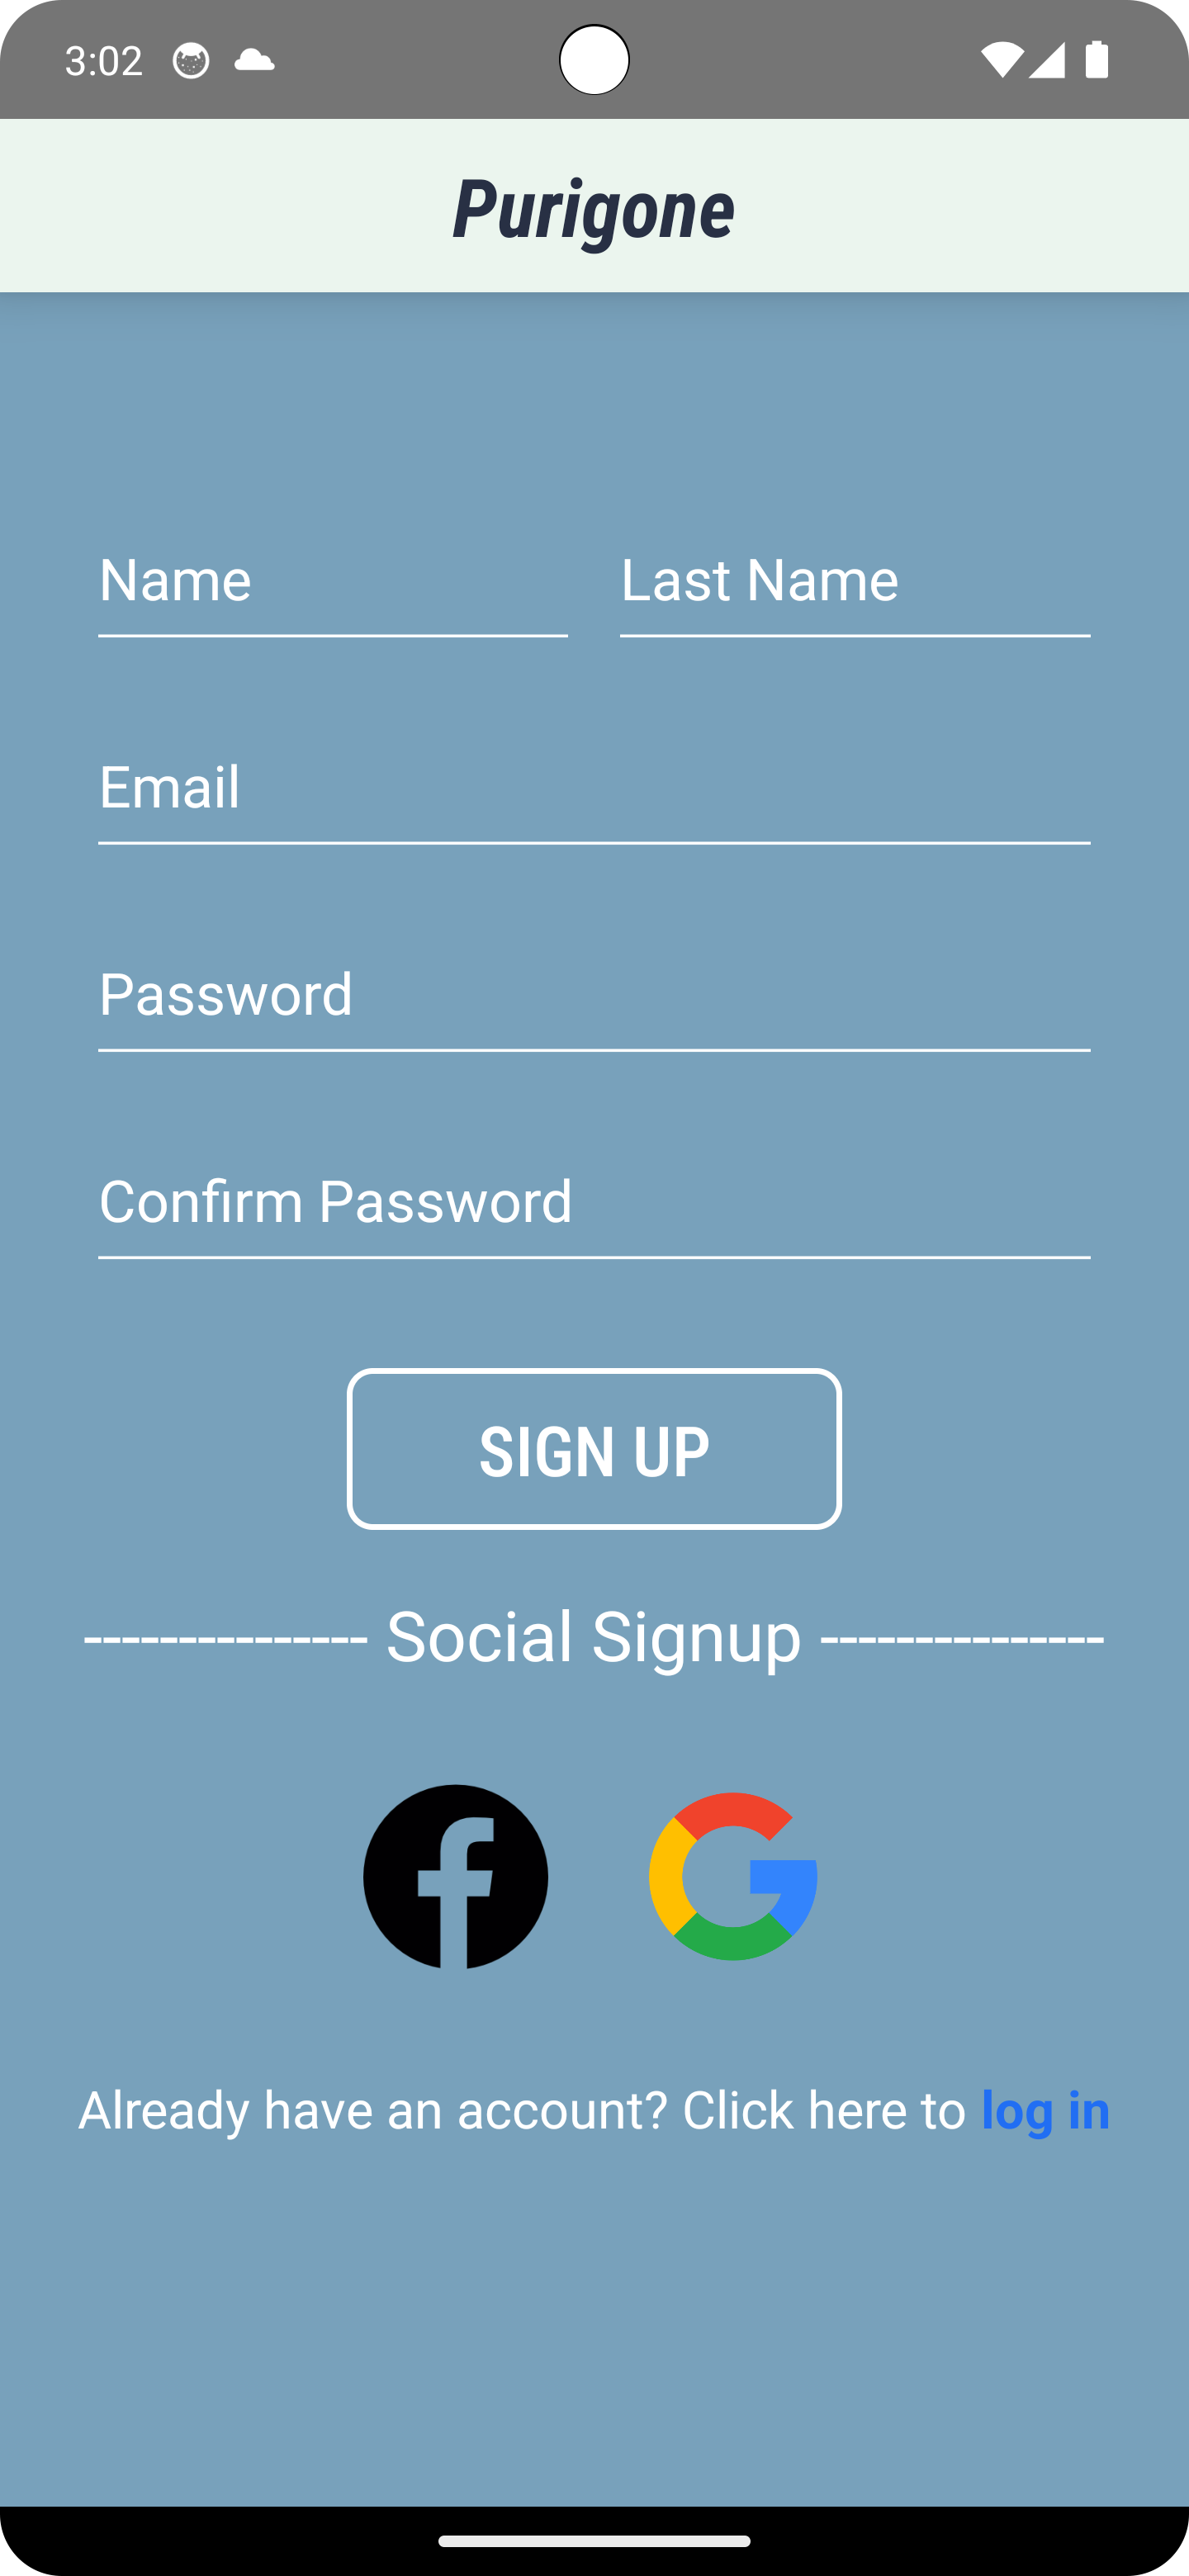 3:02
Purigone
Name Last Name
Email
Password
Confirm Password
SIGN UP
--------------- Social Signup ---------------
Already have an account? Click here to log in